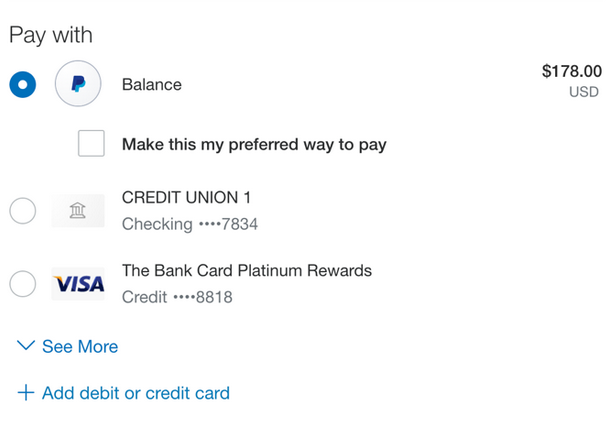 Pay with
Balance
$178.00
USD
Make this my preferred way to pay
CREDIT UNION 1
Checking ••••7834
VISA
The Bank Card Platinum Rewards
Credit ••••8818
See More
Add debit or credit card